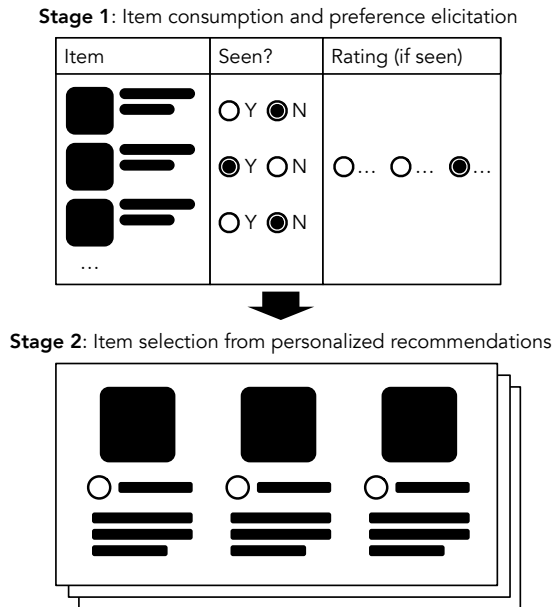 Stage 1: Item consumption and preference elicitation
Item Seen? Rating (if seen)
Y N
Y N ... ... ...
Y N
...
Stage 2: Item selection from personalized recommendations